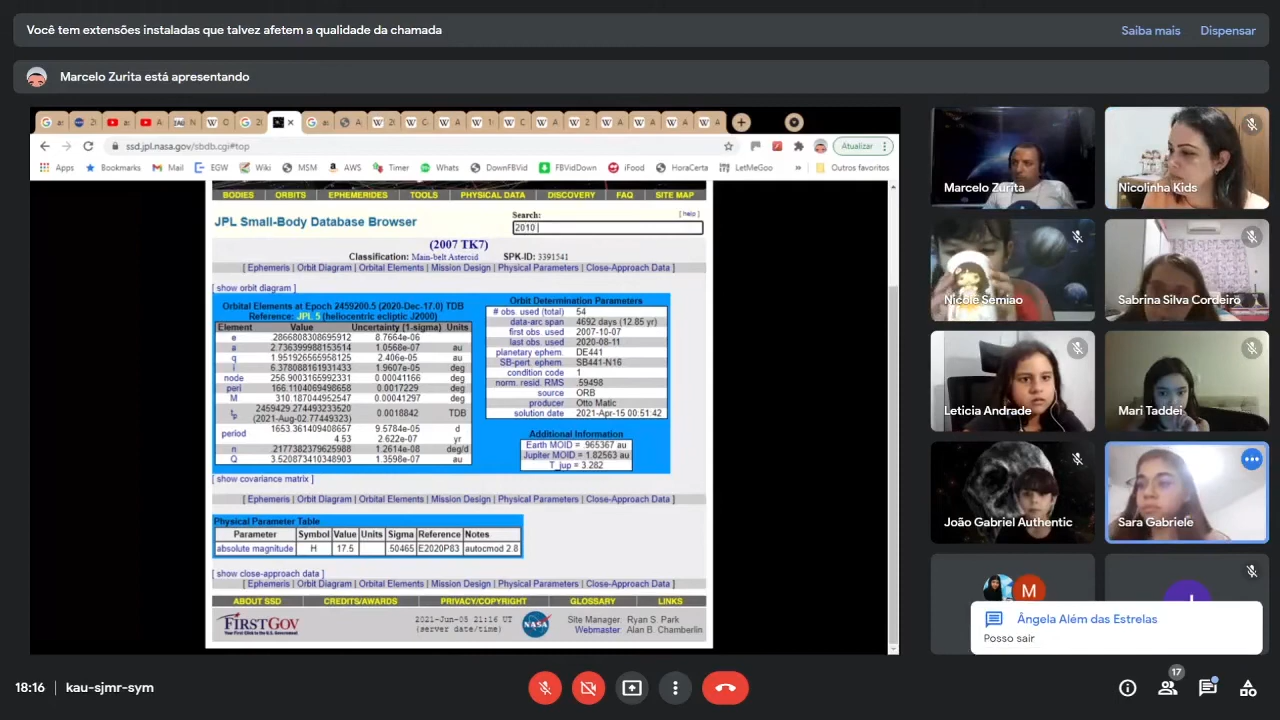 Você tem extensões instaladas que talvez afetem a qualidade da chamada
Saiba mais
Dispensar
Marcelo Zurita está apresentando
ssd.jpl.nasa.gov/sbdb.cgi#top
Atualizar
Apps Bookmarks Mail EGW Wiki MSM AWS Timer Whats DownFBVid FBVidDown iFood HoraCerta LetMeGoo » Outros favoritos
BODIES ORBITS EPHEMERIDES TOOLS PHYSICAL DATA DISCOVERY FAQ SITE MAP
JPL Small-Body Database Browser
Search: [ help ]
2010
(2007 TK7)
Classification: Main-belt Asteroid SPK-ID: 3391541
[ Ephemeris | Orbit Diagram | Orbital Elements | Mission Design | Physical Parameters | Close-Approach Data ]
[ show orbit diagram ]
Orbital Elements at Epoch 2459200.5 (2020-Dec-17.0) TDB
Reference: JPL 5 (heliocentric ecliptic J2000)
Element Value Uncertainty (1-sigma) Units
e .2866808308695912 8.7664e-06
a 2.736399988153514 1.0568e-07 au
q 1.951926565958125 2.406e-05 au
i 6.378088161931433 1.9607e-05 deg
node 256.9003165992331 0.00041166 deg
peri 166.1104069498658 0.0017229 deg
M 310.187044952547 0.00041297 deg
2459429.274493233520
(2021-Aug-02.77449323) 0.0018842 TDB
period 1653.361409408657 9.5784e-05 d
4.53 2.622e-07 yr
n .2177382379625988 1.2614e-08 deg/d
Q 3.520873410348903 1.3598e-07 au
Orbit Determination Parameters
# obs. used (total) 54
data-arc span 4692 days (12.85 yr)
first obs. used 2007-10-07
last obs. used 2020-08-11
planetary ephem. DE441
SB-pert. ephem. SB441-N16
condition code 1
norm. resid. RMS .59498
source ORB
producer Otto Matic
solution date 2021-Apr-15 00:51:42
Additional Information
Earth MOID = .965367 au
Jupiter MOID = 1.82563 au
T_jup = 3.282
[ show covariance matrix ]
[ Ephemeris | Orbit Diagram | Orbital Elements | Mission Design | Physical Parameters | Close-Approach Data ]
Physical Parameter Table
Parameter Symbol Value Units Sigma Reference Notes
absolute magnitude H 17.5 .50465 E2020P83 autocmod 2.8
[ show close-approach data ]
[ Ephemeris | Orbit Diagram | Orbital Elements | Mission Design | Physical Parameters | Close-Approach Data ]
ABOUT SSD CREDITS/AWARDS PRIVACY/COPYRIGHT GLOSSARY LINKS
FIRSTGOV
Your First Click to the U.S. Government
2021-Jun-05 21:16 UT
(server date/time)
NASA
Site Manager Ryan S. Park
Webmaster Alan B. Chamberlin
Marcelo Zurita
Nicolinha Kids
Nicole Semiao
Sabrina Silva Cordeiro
Leticia Andrade
Mari Taddei
João Gabriel Authentic
Sara Gabriele
M
Ângela Além das Estrelas
Posso sair
18:16
kau-sjmr-sym
17